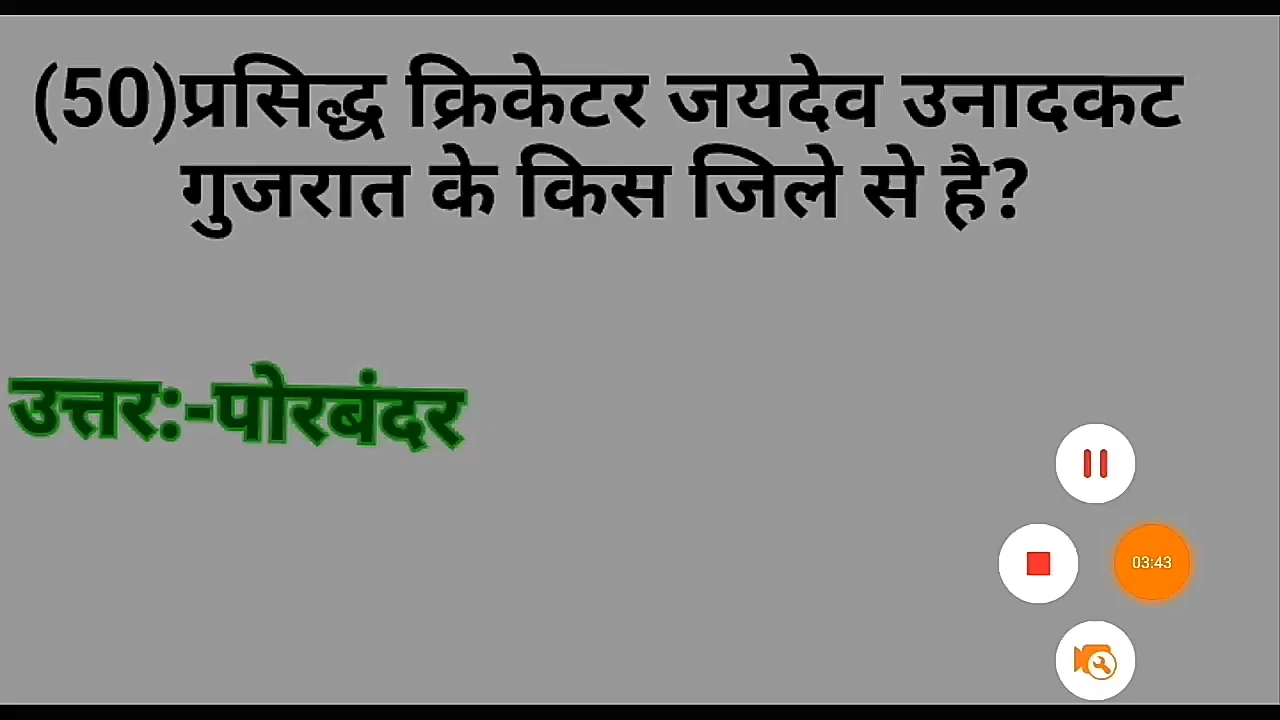 (50)प्रसिद्ध क्रिकेटर जयदेव उनादकट
गुजरात के किस जिले से है?
उत्तर:-पोरबंदर
03:43